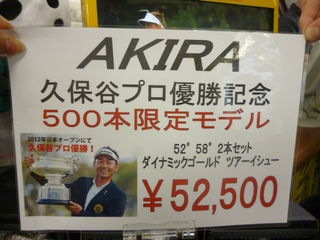 AKIRA
久保谷プロ優勝記念
500本限定モデル
2012年日本オープンにて
久保谷プロ優勝!
52° 58° 2本セット
ダイナミックゴールド ツアーイシュー
¥52,500